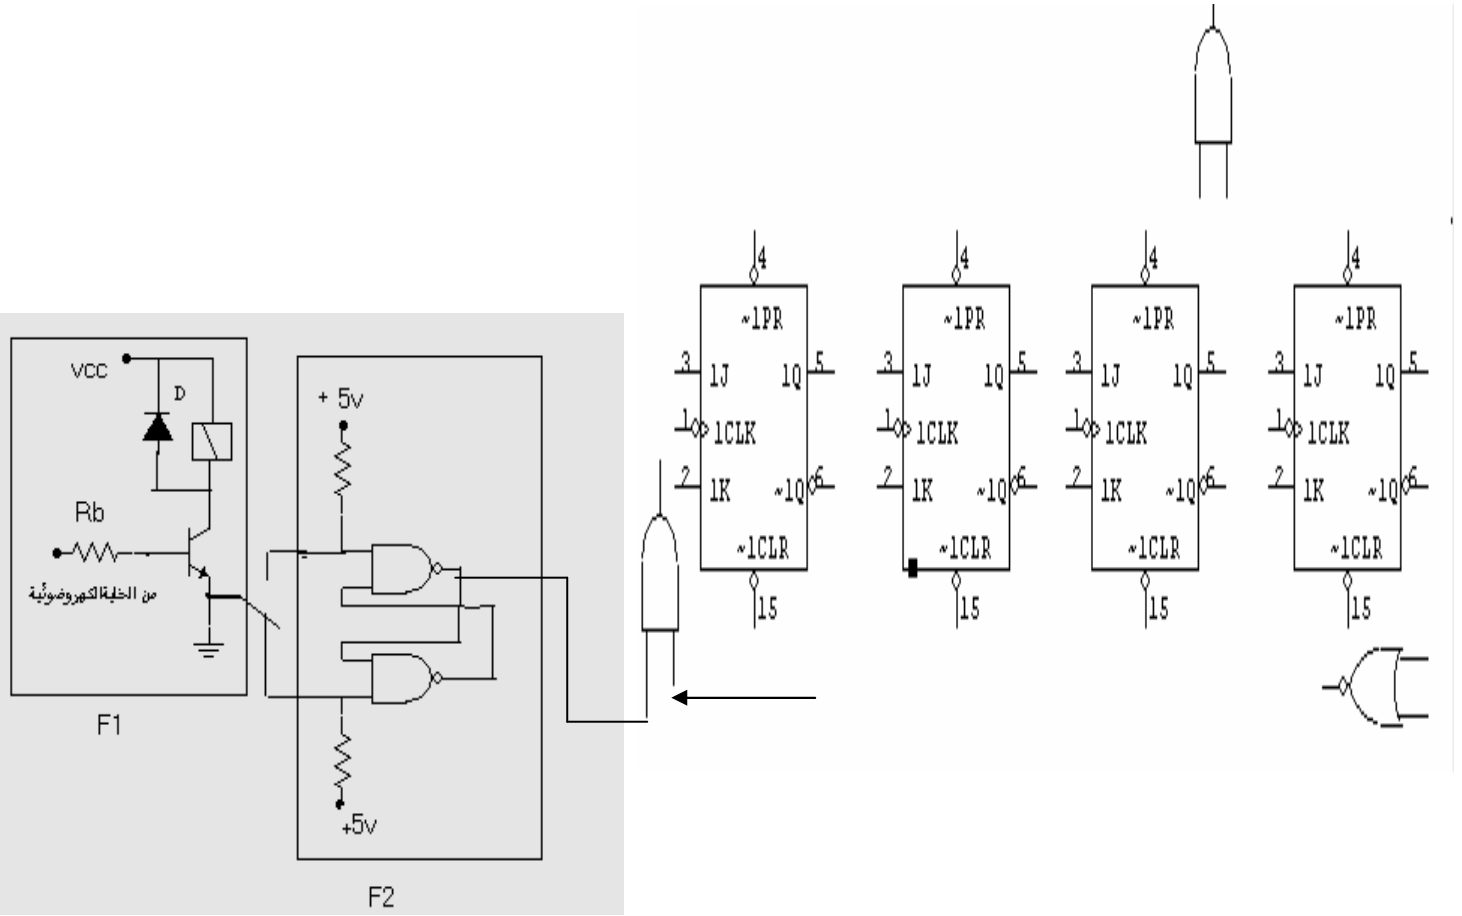 4 4 4 4
~1PR ~1PR ~1PR ~1PR
3 1J 1Q 5 3 1J 1Q 5 3 1J 1Q 5 3 1J 1Q 5
1 1CLK 1 1CLK 1 1CLK 1 1CLK
2 1K ~1Q 6 2 1K ~1Q 6 2 1K ~1Q 6 2 1K ~1Q 6
~1CLR ~1CLR ~1CLR ~1CLR
15 15 15 15
VCC
D
Rb
من الخلية الكهروضوئية
F1
+ 5v
+5v
F2